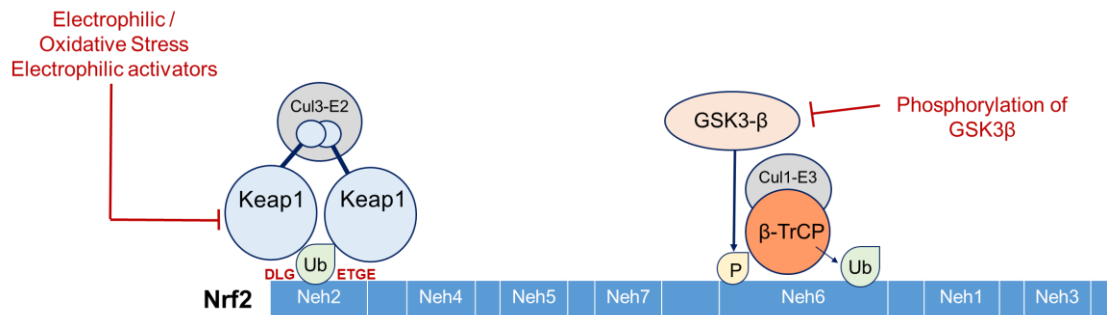 Electrophilic /
Oxidative Stress
Electrophilic activators
Cul3-E2
Keap1
Keap1
DLG
Ub
ETGE
GSK3-β
Phosphorylation of
GSK3β
Cul1-E3
β-TrCP
P
Ub
Nrf2
Neh2
Neh4
Neh5
Neh7
Neh6
Neh1
Neh3